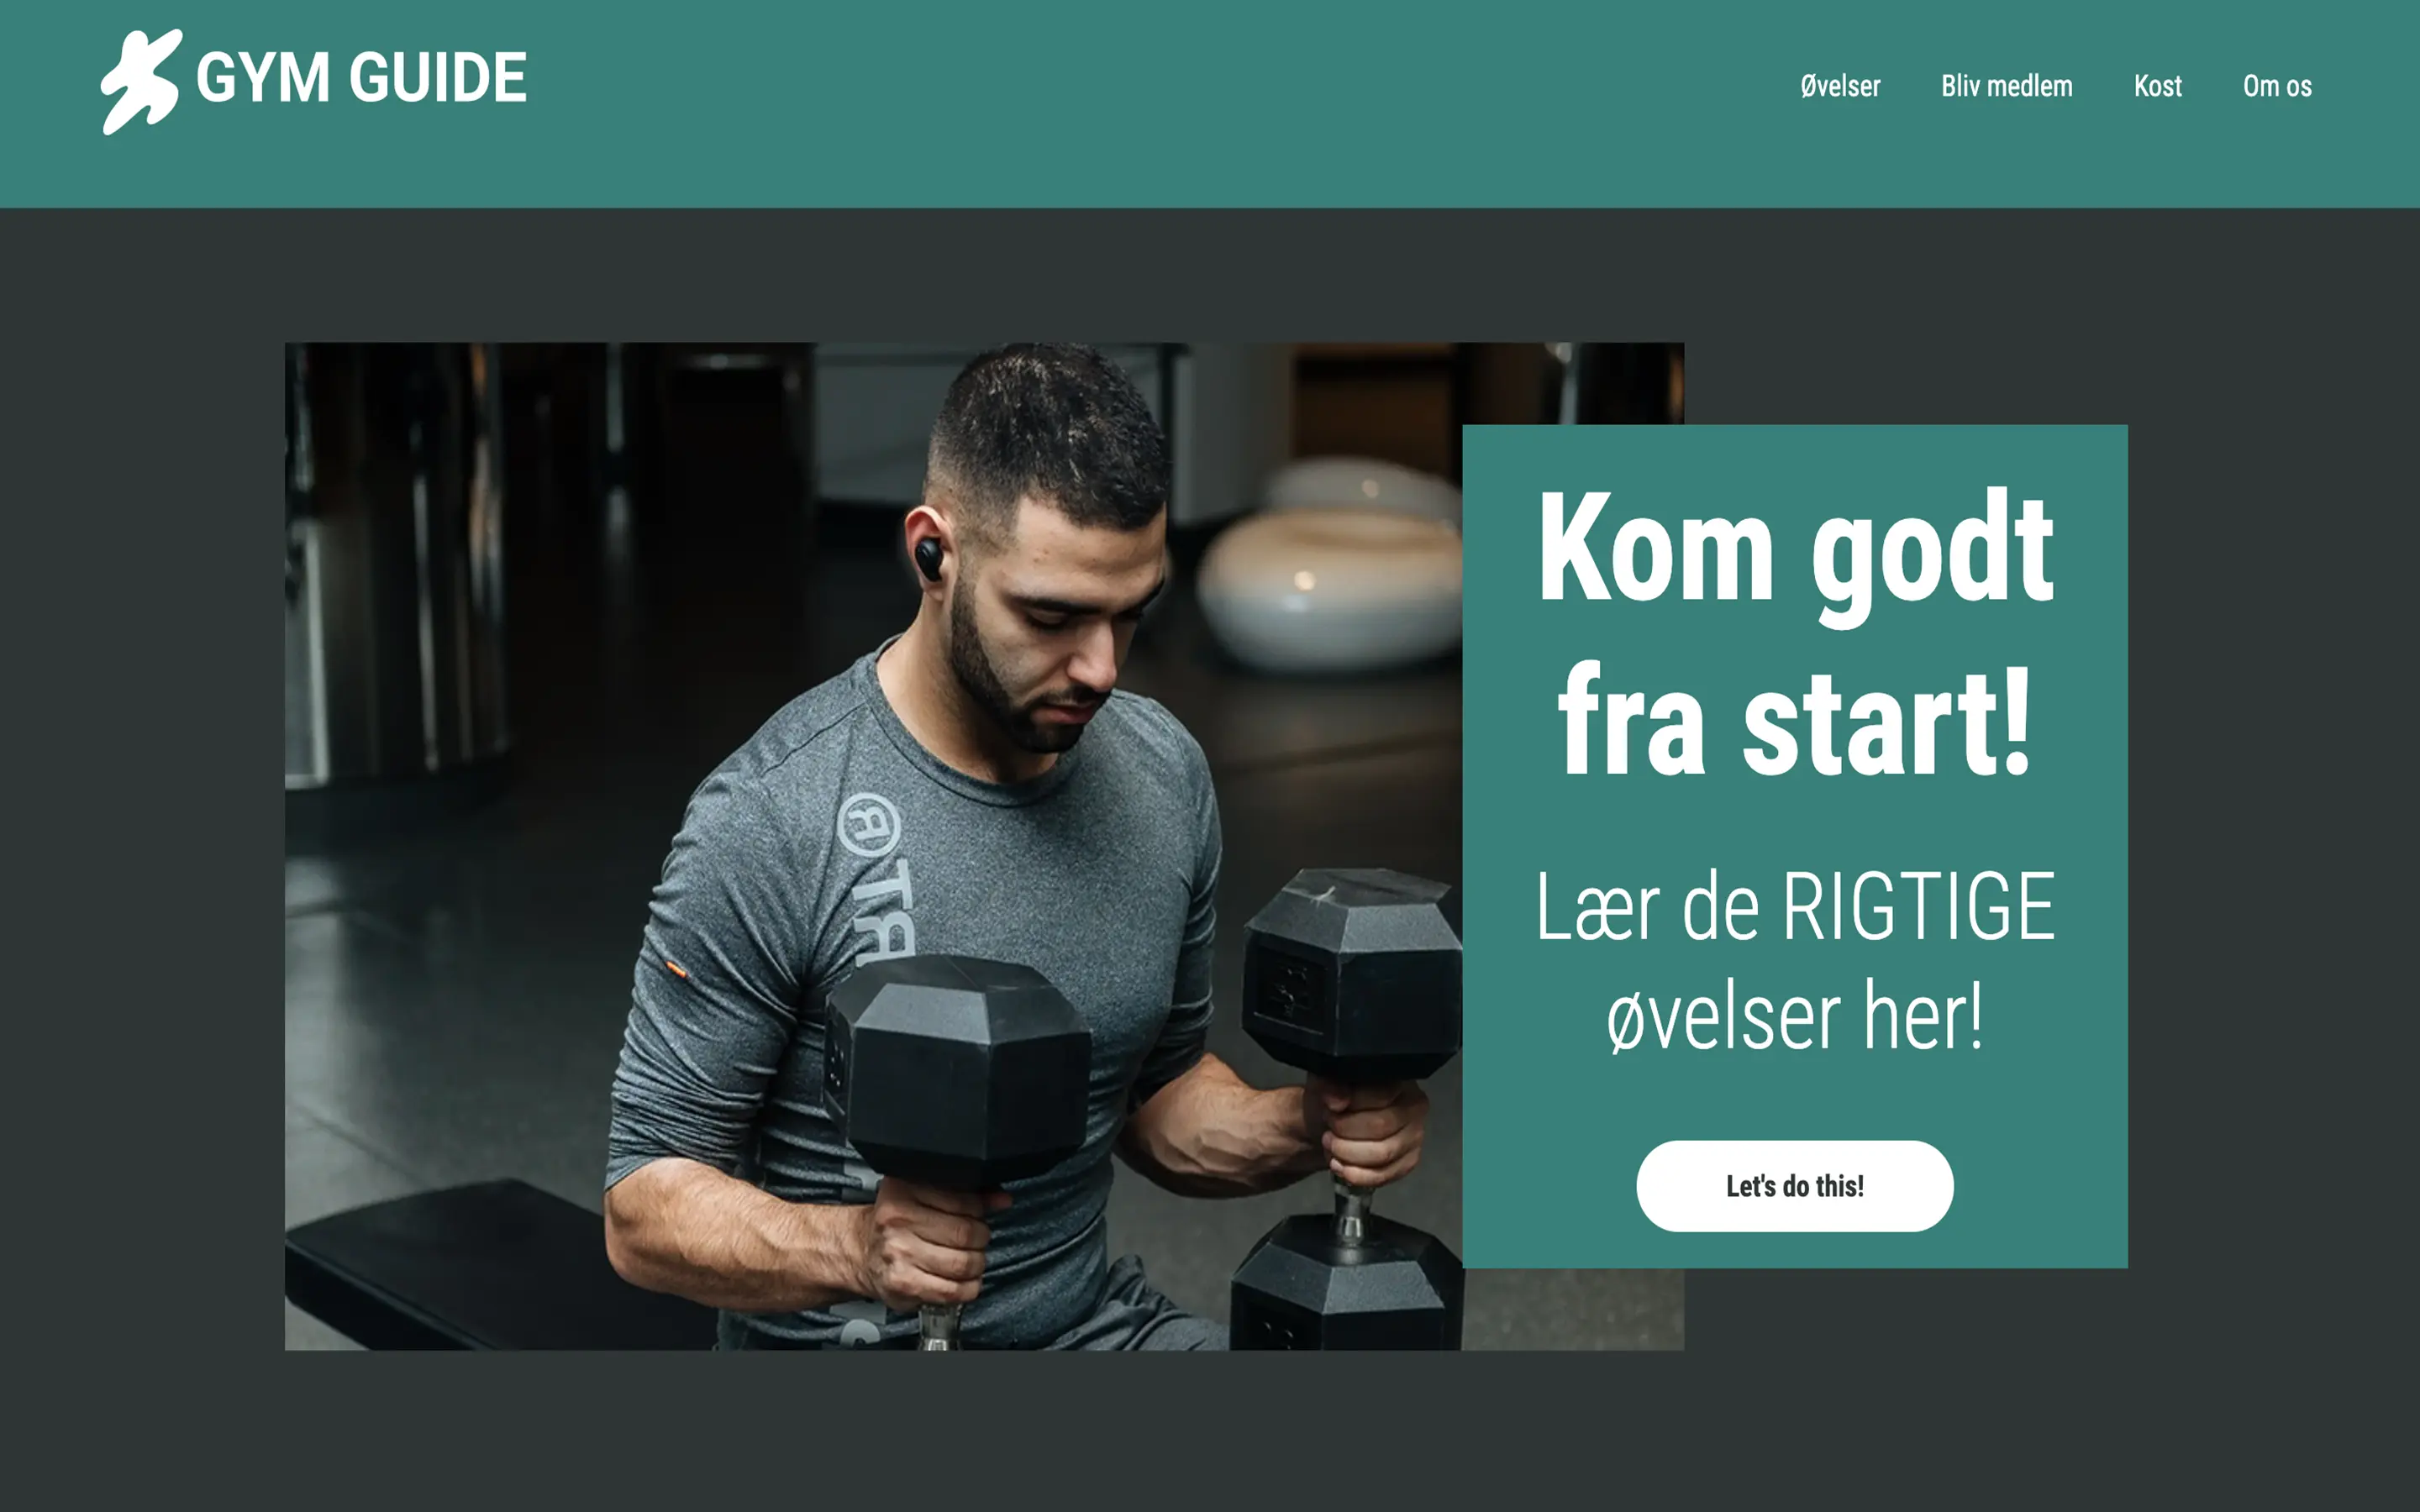 GYM GUIDE
Øvelser
Bliv medlem
Kost
Om os
Kom godt
fra start!
Lær de RIGTIGE
øvelser her!
Let's do this!